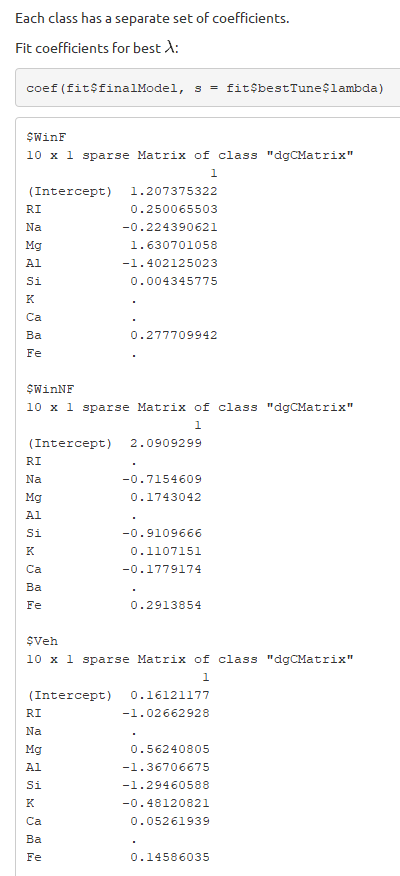 Each class has a separate set of coefficients.
Fit coefficients for best λ:
coef(fit$finalModel, s = fit$bestTune$lambda)
$WinF
10 x 1 sparse Matrix of class "dgCMatrix"
1
(Intercept) 1.207375322
RI 0.250065503
Na -0.224390621
Mg 1.630701058
Al -1.402125023
Si 0.004345775
K .
Ca .
Ba 0.277709942
Fe .
$WinNF
10 x 1 sparse Matrix of class "dgCMatrix"
1
(Intercept) 2.0909299
RI .
Na -0.7154609
Mg 0.1743042
Al .
Si -0.9109666
K 0.1107151
Ca -0.1779174
Ba .
Fe 0.2913854
$Veh
10 x 1 sparse Matrix of class "dgCMatrix"
1
(Intercept) 0.16121177
RI -1.02662928
Na .
Mg 0.56240805
Al -1.36706675
Si -1.29460588
K -0.48120821
Ca 0.05261939
Ba .
Fe 0.14586035